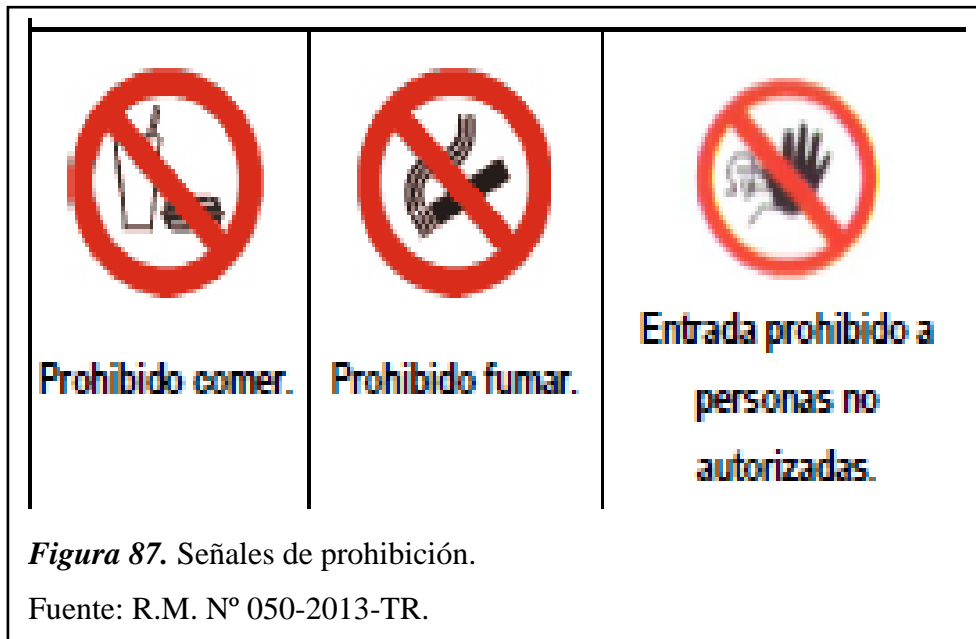 Prohibido comer.
Prohibido fumar.
Entrada prohibido a
personas no
autorizadas.
Figura 87. Señales de prohibición.
Fuente: R.M. Nº 050-2013-TR.